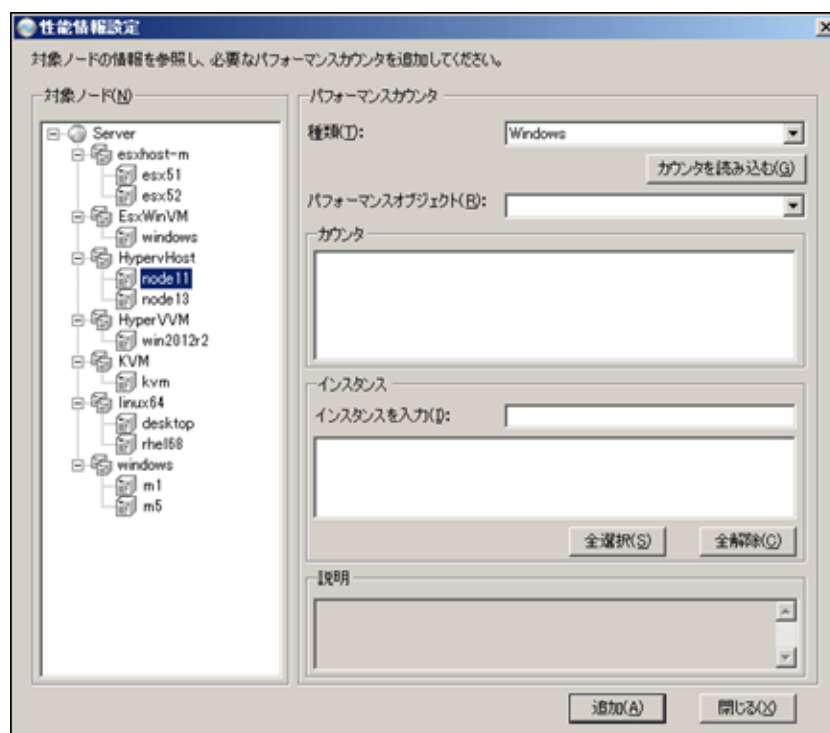 性能情報設定
対象ノードの情報を参照し、必要なパフォーマンスカウンタを追加してください。
対象ノード(N)
Server
esxhost-m
esx51
esx52
EsxWinVM
windows
HypervHost
node11
node13
HyperVVM
win2012r2
KVM
kvm
linux64
desktop
rhel68
windows
m1
m5
パフォーマンスカウンタ
種類(T): Windows
カウンタを読み込む(G)
パフォーマンスオブジェクト(R):
カウンタ
インスタンス
インスタンスを入力(I):
全選択(S) 全解除(C)
説明
追加(A) 閉じる(X)